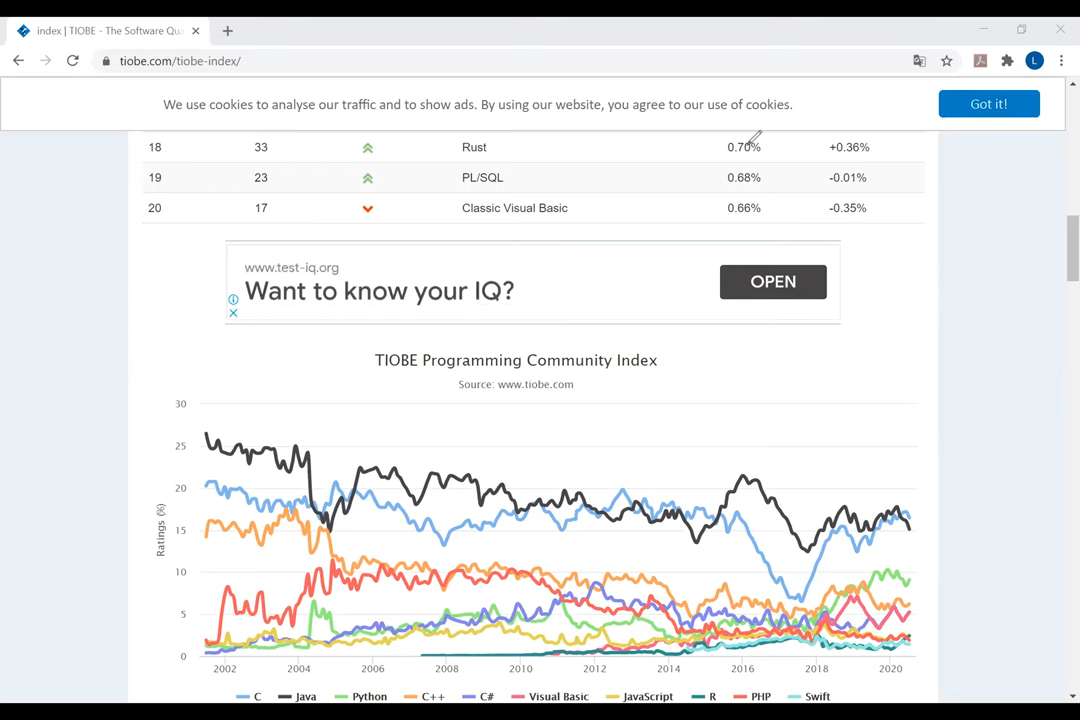 index | TIOBE - The Software Qua
tiobe.com/tiobe-index/
L
We use cookies to analyse our traffic and to show ads. By using our website, you agree to our use of cookies.
Got it!
18 33 Rust 0.70% +0.36%
19 23 PL/SQL 0.68% -0.01%
20 17 Classic Visual Basic 0.66% -0.35%
www.test-iq.org
Want to know your IQ?
OPEN
TIOBE Programming Community Index
Source: www.tiobe.com
30
25
20
15
10
5
0
Ratings (%)
2002 2004 2006 2008 2010 2012 2014 2016 2018 2020
C Java Python C++ C# Visual Basic JavaScript R PHP Swift